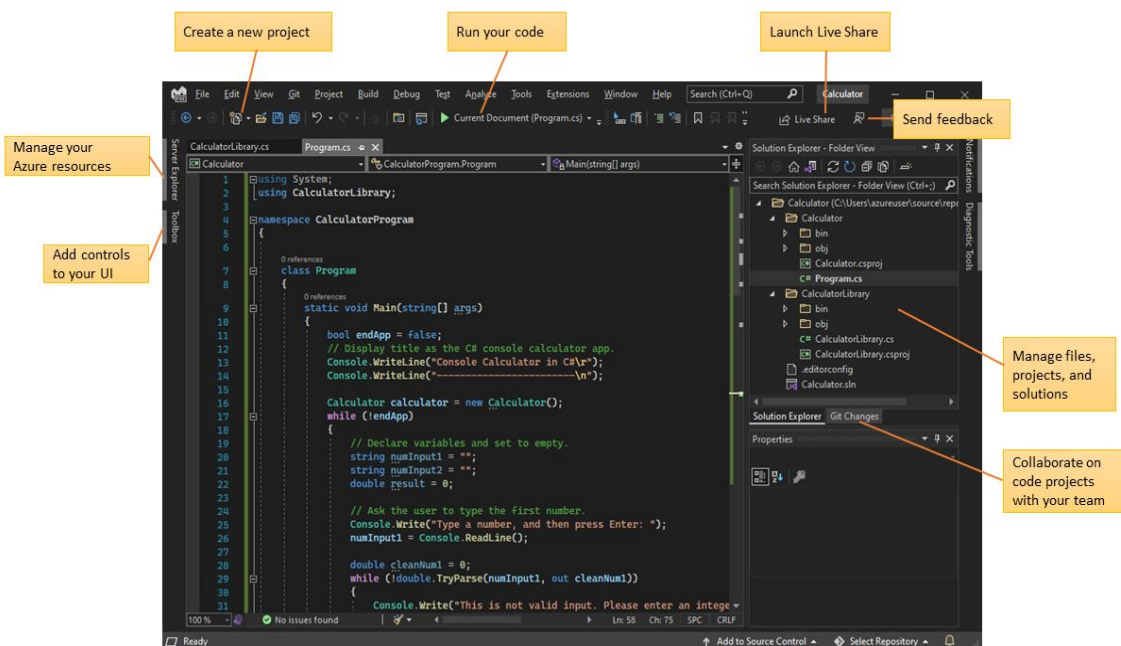 Create a new project
Run your code
Launch Live Share
Send feedback
Manage your
Azure resources
Add controls
to your UI
Manage files,
projects, and
solutions
Collaborate on
code projects
with your team
File Edit View Git Project Build Debug Test Analyze Tools Extensions Window Help Search (Ctrl+Q) Calculator
Current Document (Program.cs) Live Share
Server Explorer
Toolbox
CalculatorLibrary.cs Program.cs
Calculator CalculatorProgram.Program Main(string[] args)
1 using System;
2 using CalculatorLibrary;
3
4 namespace CalculatorProgram
5 {
6
0 references
7 class Program
8 {
0 references
9 static void Main(string[] args)
10 {
11 bool endApp = false;
12 // Display title as the C# console calculator app.
13 Console.WriteLine("Console Calculator in C#\r");
14 Console.WriteLine("------------------------\n");
15
16 Calculator calculator = new Calculator();
17 while (!endApp)
18 {
19 // Declare variables and set to empty.
20 string numInput1 = "";
21 string numInput2 = "";
22 double result = 0;
23
24 // Ask the user to type the first number.
25 Console.Write("Type a number, and then press Enter: ");
26 numInput1 = Console.ReadLine();
27
28 double cleanNum1 = 0;
29 while (!double.TryParse(numInput1, out cleanNum1))
30 {
31 Console.Write("This is not valid input. Please enter an intege
100 % No issues found Ln: 58 Ch: 75 SPC CRLF
Solution Explorer - Folder View
Search Solution Explorer - Folder View (Ctrl+;)
Calculator (C:\Users\azureuser\source\repo
Calculator
bin
obj
Calculator.csproj
C# Program.cs
CalculatorLibrary
bin
obj
C# CalculatorLibrary.cs
CalculatorLibrary.csproj
.editorconfig
Calculator.sln
Solution Explorer Git Changes
Properties
Notifications
Diagnostic Tools
Ready Add to Source Control Select Repository